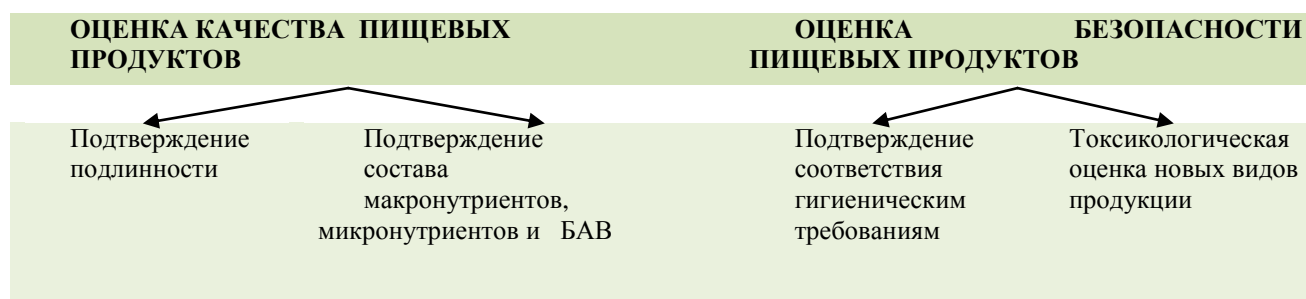 ОЦЕНКА КАЧЕСТВА ПИЩЕВЫХ
ПРОДУКТОВ
ОЦЕНКА БЕЗОПАСНОСТИ
ПИЩЕВЫХ ПРОДУКТОВ
Подтверждение
подлинности
Подтверждение
состава
макронутриентов,
микронутриентов и БАВ
Подтверждение
соответствия
гигиеническим
требованиям
Токсикологическая
оценка новых видов
продукции